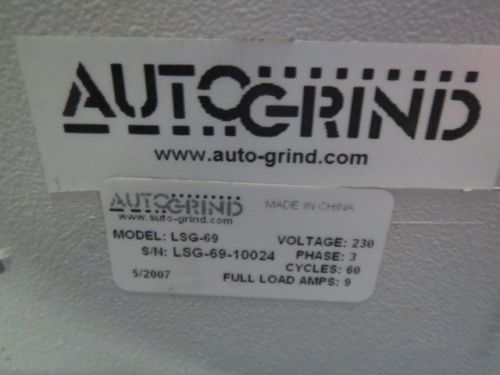 AUTOGRIND
www.auto-grind.com
AUTOGRIND MADE IN CHINA
www.auto-grind.com
MODEL: LSG-69 VOLTAGE: 230
S/N: LSG-69-10024 PHASE: 3
CYCLES: 60
5/2007 FULL LOAD AMPS: 9